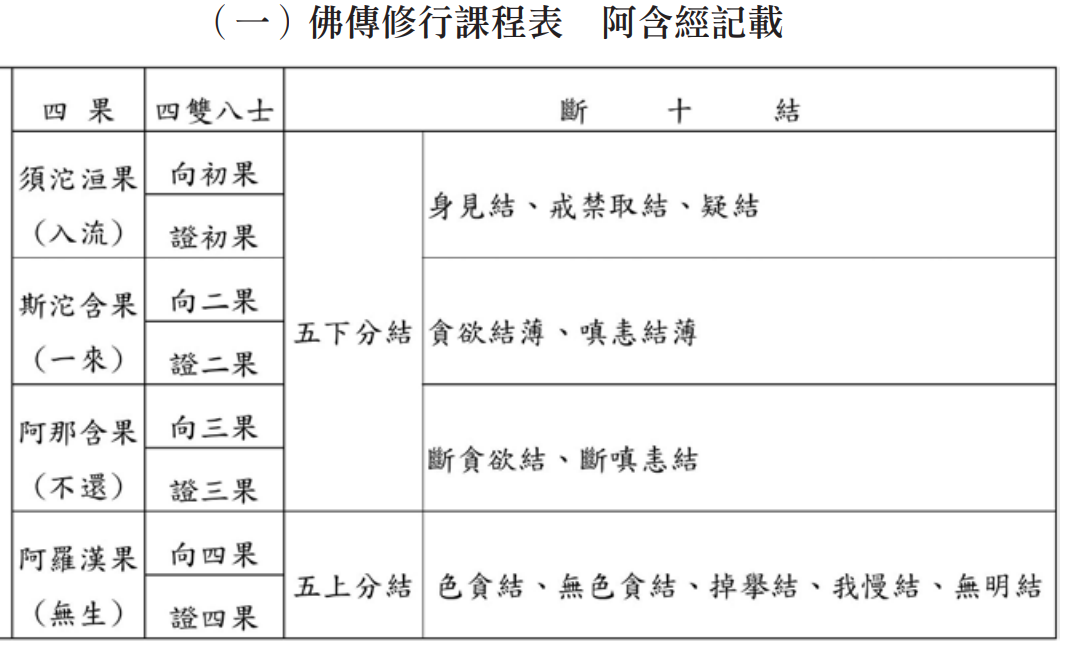 （一）佛傳修行課程表　阿含經記載
四果 四雙八士 斷十結
須沱洹果
（入流）
向初果
證初果
身見結、戒禁取結、疑結
斯沱含果
（一來）
向二果
證二果
五下分結
貪欲結薄、嗔恚結薄
阿那含果
（不還）
向三果
證三果
斷貪欲結、斷嗔恚結
阿羅漢果
（無生）
向四果
證四果
五上分結
色貪結、無色貪結、掉舉結、我慢結、無明結